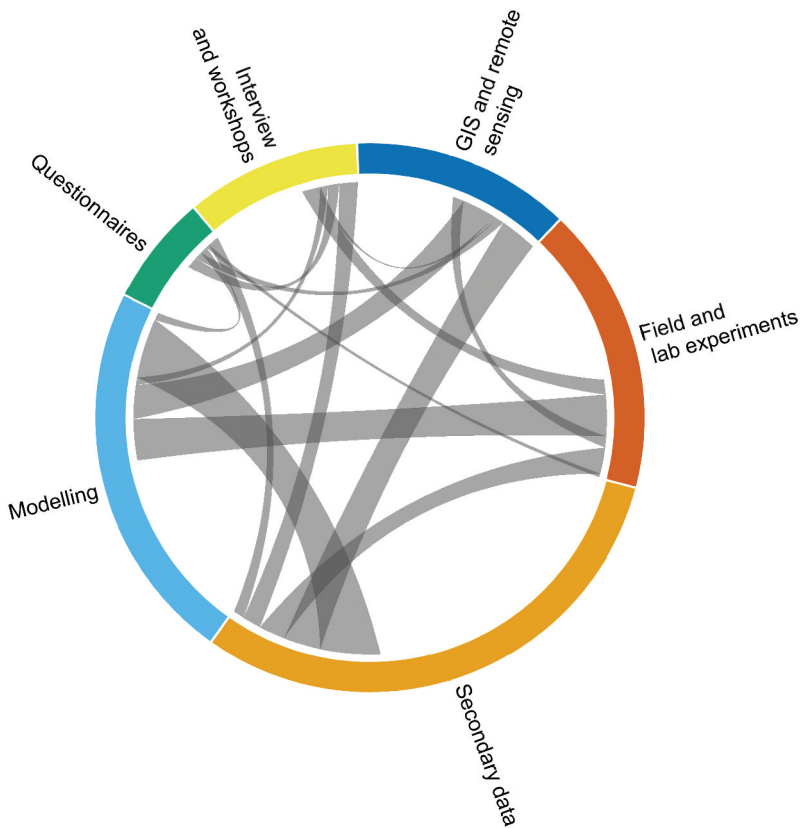 Interview
and workshops
GIS and remote
sensing
Questionnaires
Field and
lab experiments
Modelling
Secondary data